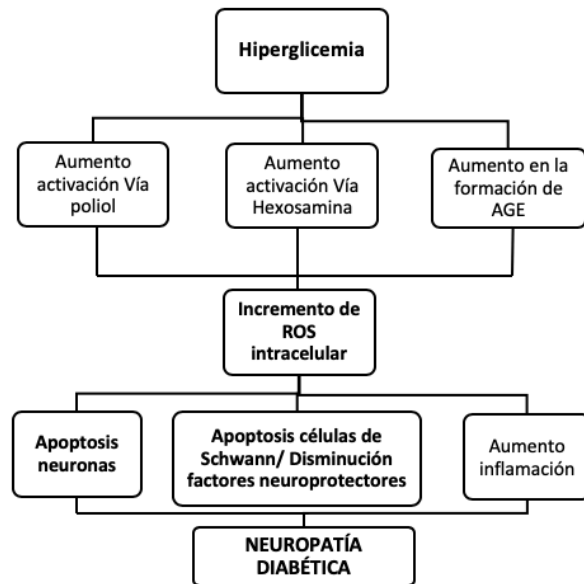 Hiperglicemia
Aumento
activación Vía
poliol
Aumento
activación Vía
Hexosamina
Aumento en la
formación de
AGE
Incremento de
ROS
intracelular
Apoptosis
neuronas
Apoptosis células de
Schwann/ Disminución
factores neuroprotectores
Aumento
inflamación
NEUROPATÍA
DIABÉTICA